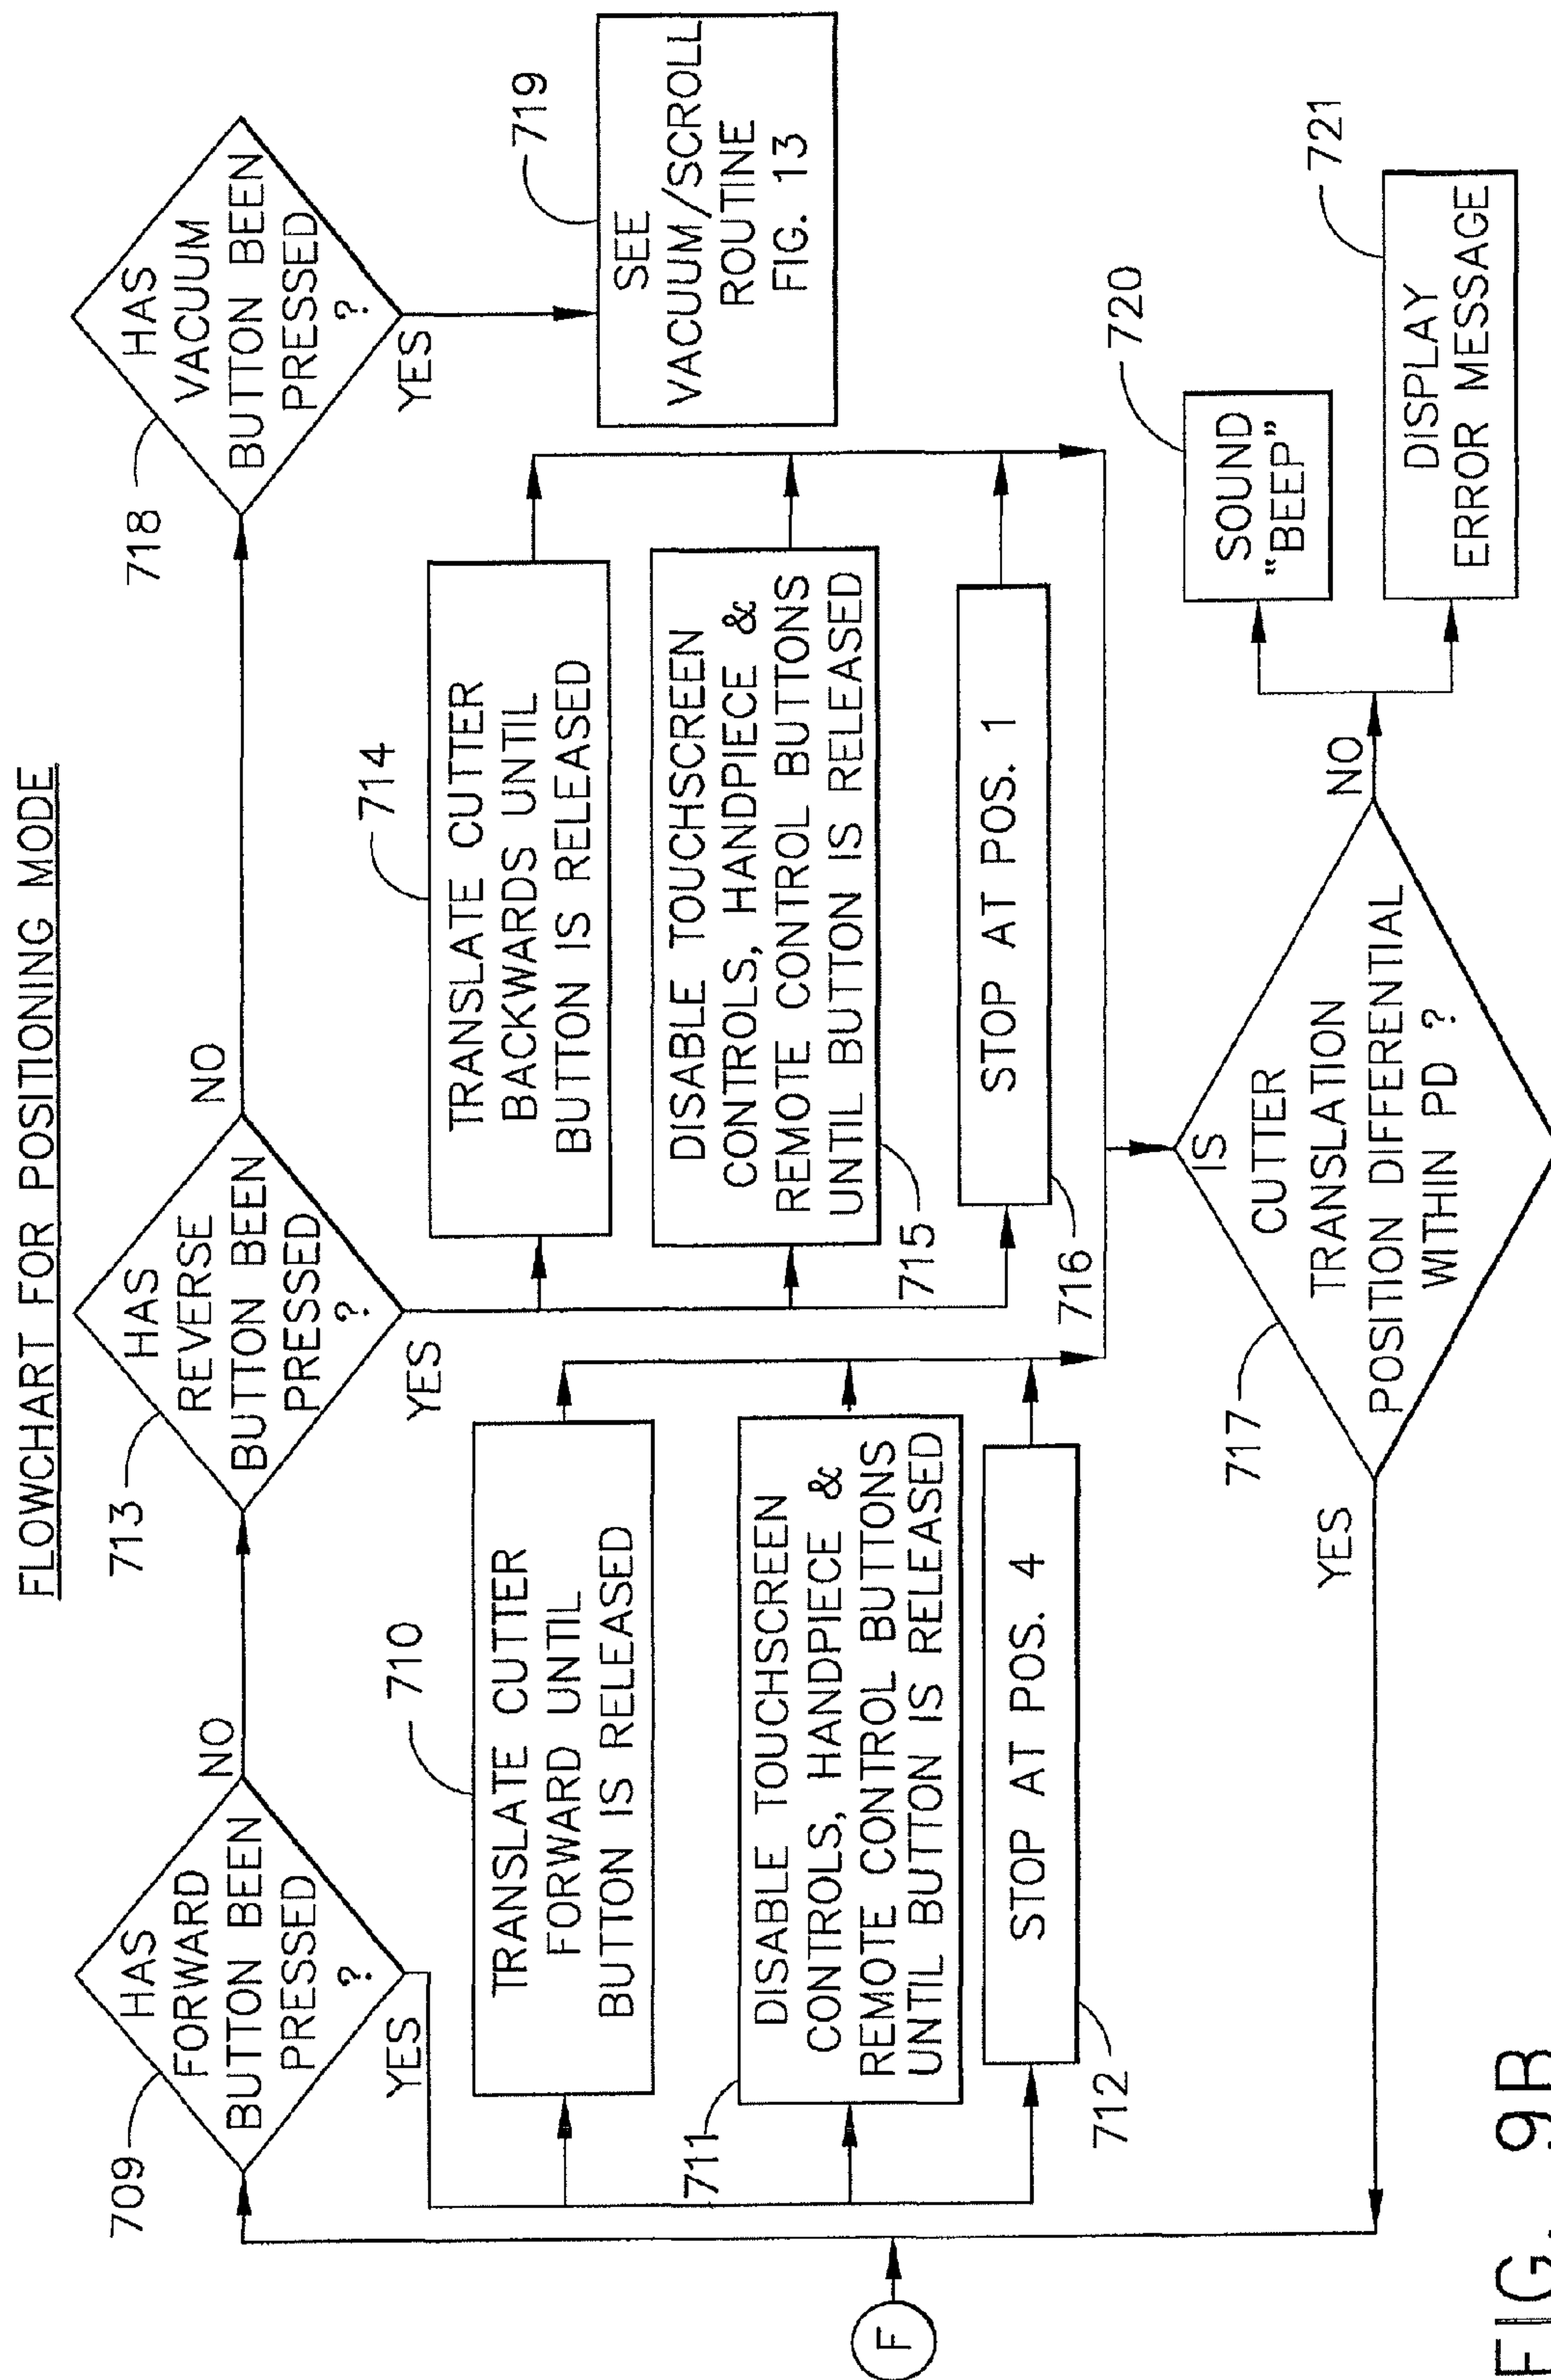 FLOWCHART FOR POSITIONING MODE
709
HAS
FORWARD
BUTTON BEEN
PRESSED
?
NO
YES
713
HAS
REVERSE
BUTTON BEEN
PRESSED
?
NO
YES
718
HAS
VACUUM
BUTTON BEEN
PRESSED
?
YES
710
TRANSLATE CUTTER
FORWARD UNTIL
BUTTON IS RELEASED
711
DISABLE TOUCHSCREEN
CONTROLS, HANDPIECE &
REMOTE CONTROL BUTTONS
UNTIL BUTTON IS RELEASED
STOP AT POS. 4
712
714
TRANSLATE CUTTER
BACKWARDS UNTIL
BUTTON IS RELEASED
DISABLE TOUCHSCREEN
CONTROLS, HANDPIECE &
REMOTE CONTROL BUTTONS
UNTIL BUTTON IS RELEASED
715
STOP AT POS. 1
716
719
SEE
VACUUM/SCROLL
ROUTINE
FIG. 13
F
717
IS
CUTTER
TRANSLATION
POSITION DIFFERENTIAL
WITHIN PD ?
YES
NO
720
SOUND
"BEEP"
721
DISPLAY
ERROR MESSAGE
FIG. 9B